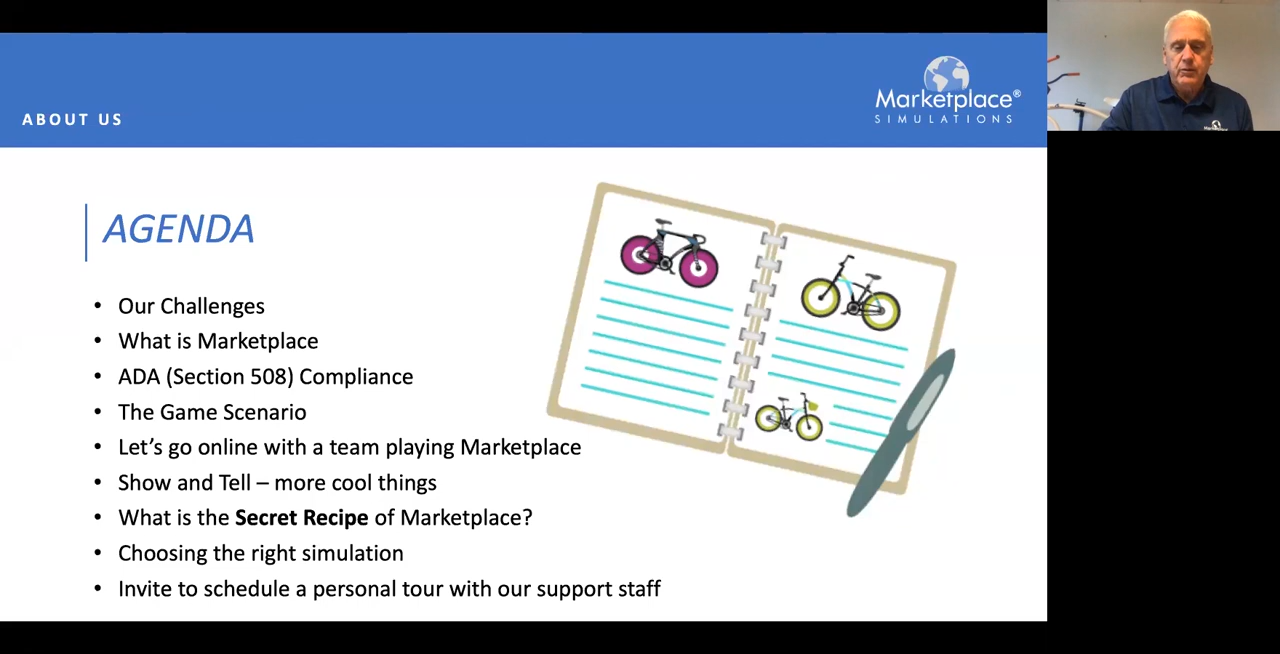 ABOUT US
Marketplace®
SIMULATIONS
AGENDA
• Our Challenges
• What is Marketplace
• ADA (Section 508) Compliance
• The Game Scenario
• Let’s go online with a team playing Marketplace
• Show and Tell – more cool things
• What is the Secret Recipe of Marketplace?
• Choosing the right simulation
• Invite to schedule a personal tour with our support staff